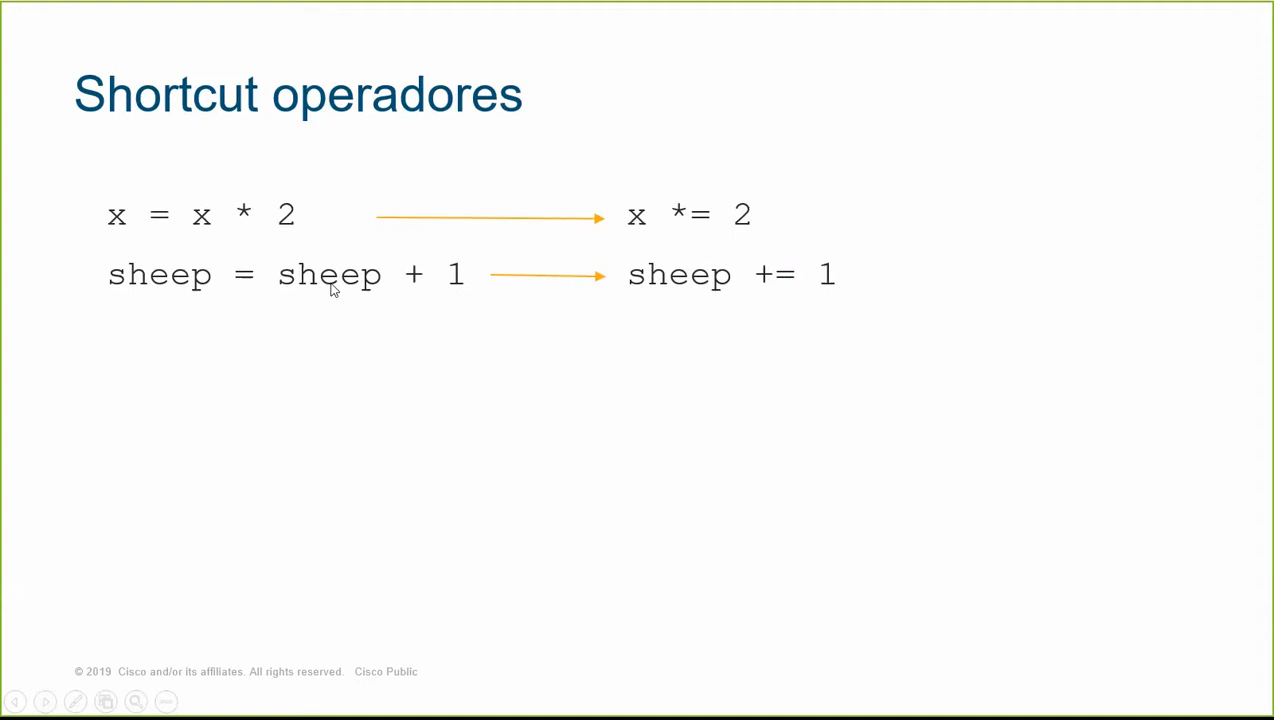 Shortcut operadores
x = x * 2 x *= 2
sheep = sheep + 1 sheep += 1
© 2019 Cisco and/or its affiliates. All rights reserved. Cisco Public